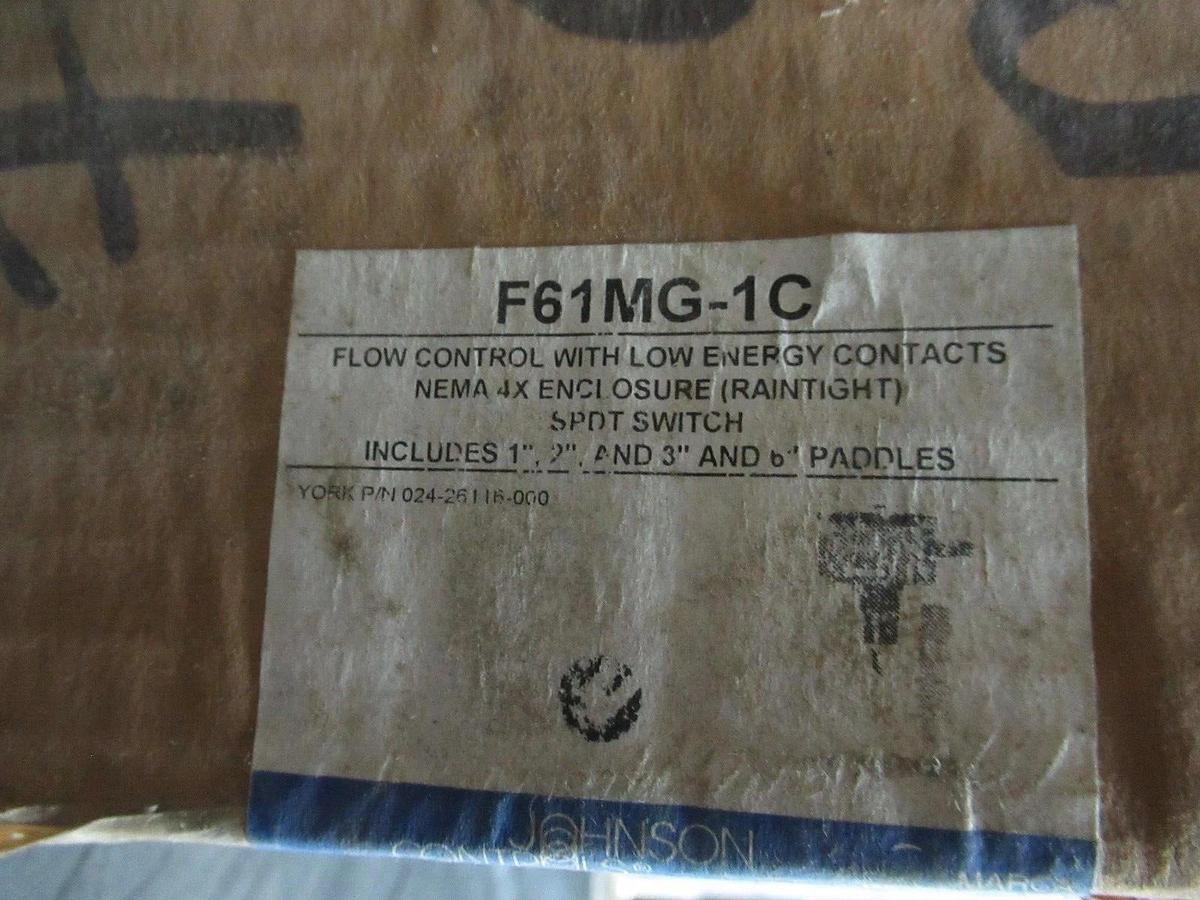 F61MG-1C
FLOW CONTROL WITH LOW ENERGY CONTACTS
NEMA 4X ENCLOSURE (RAINTIGHT)
SPDT SWITCH
INCLUDES 1", 2", AND 3" AND 6" PADDLES
YORK P/N 024-26116-000
JOHNSON
CONTROLS